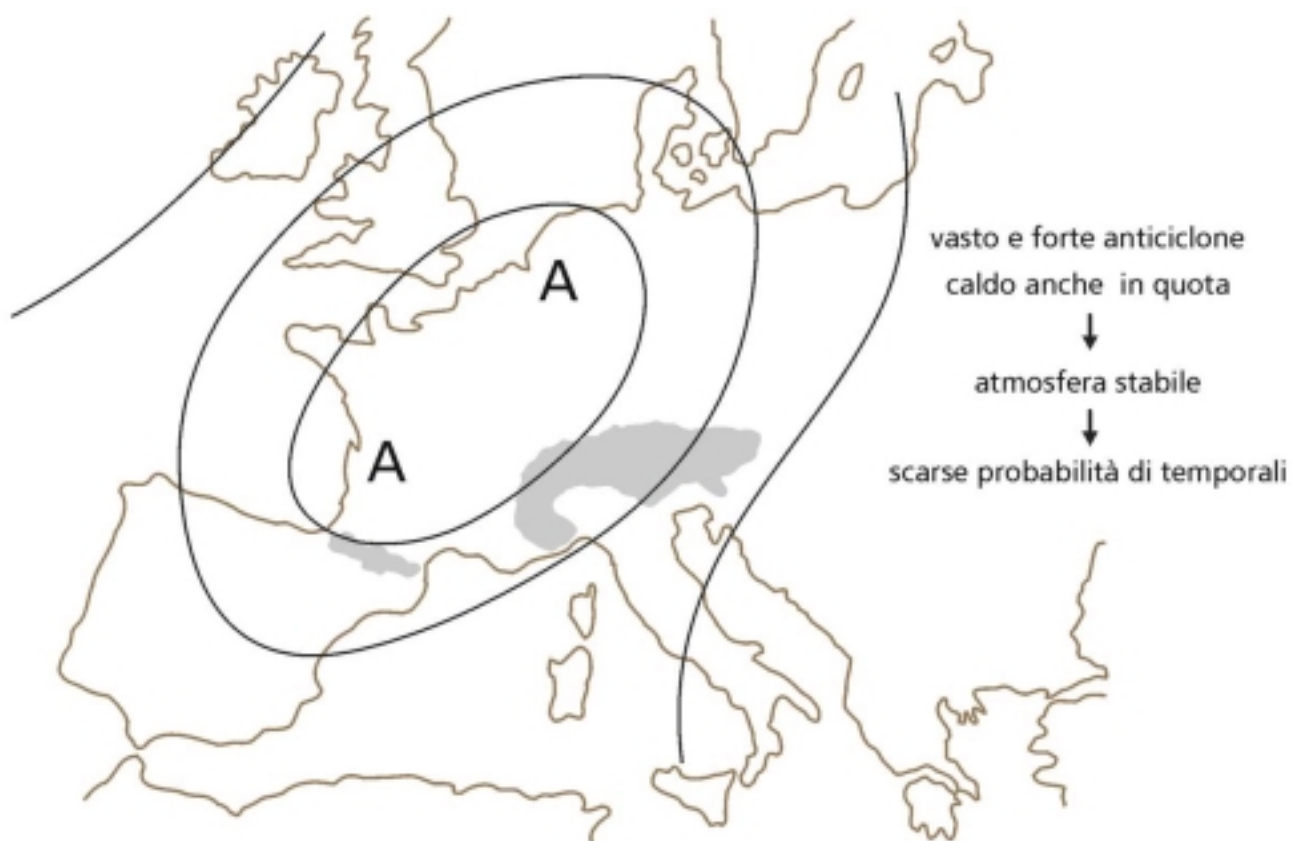 A
A
vasto e forte anticiclone
caldo anche in quota
atmosfera stabile
scarse probabilità di temporali